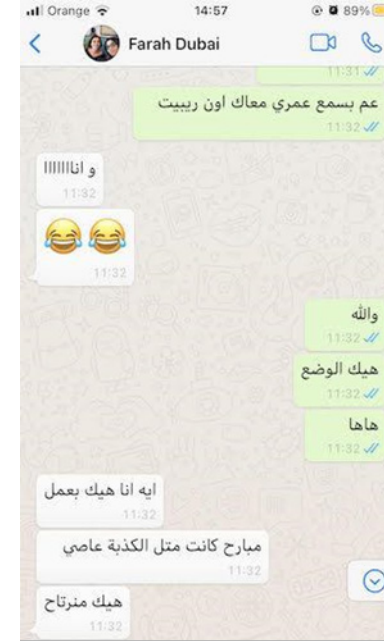 Orange 14:57 89%
Farah Dubai
11:31
عم بسمع عمري معاك اون ريبيت
11:32
و اناااااااا
11:32
😂😂
11:32
والله
11:32
هيك الوضع
11:32
هاها
11:32
ايه انا هيك بعمل
11:32
مبارح كانت متل الكذبة عاصي
11:32
هيك منرتاح
11:32